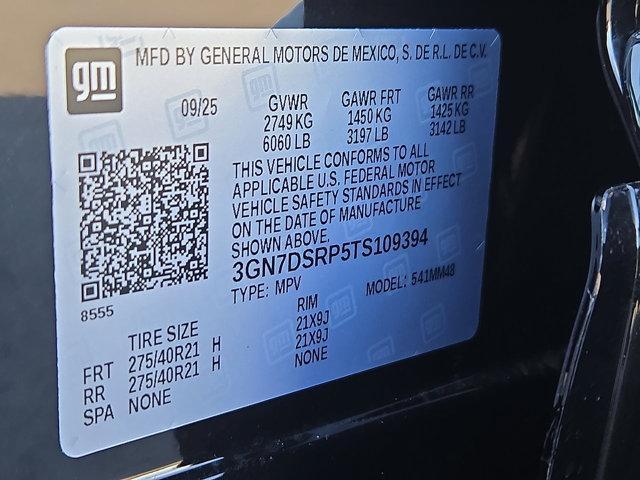 gm
MFD BY GENERAL MOTORS DE MEXICO, S. DE R.L. DE C.V.
09/25 GVWR GAWR FRT GAWR RR
2749 KG 1450 KG 1425 KG
6060 LB 3197 LB 3142 LB
THIS VEHICLE CONFORMS TO ALL
APPLICABLE U.S. FEDERAL MOTOR
VEHICLE SAFETY STANDARDS IN EFFECT
ON THE DATE OF MANUFACTURE
SHOWN ABOVE.
3GN7DSRP5TS109394
TYPE: MPV MODEL: 541MM48
8555
TIRE SIZE RIM
FRT 275/40R21 H 21X9J
RR 275/40R21 H 21X9J
SPA NONE NONE